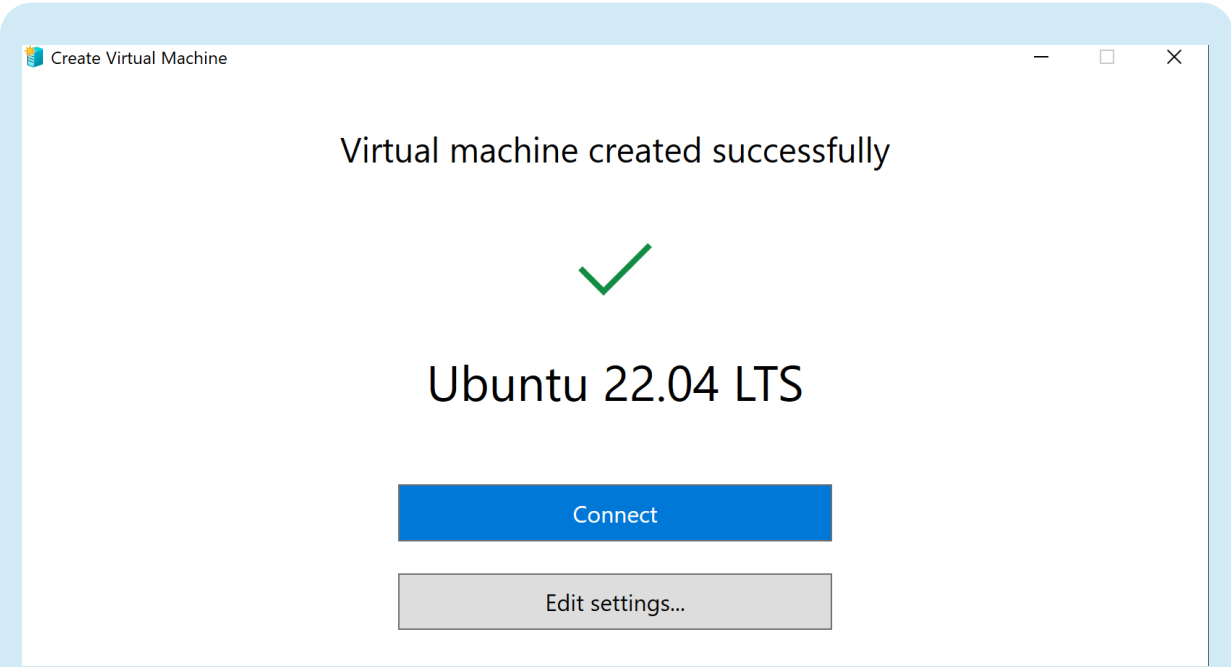 Create Virtual Machine
Virtual machine created successfully
Ubuntu 22.04 LTS
Connect
Edit settings...